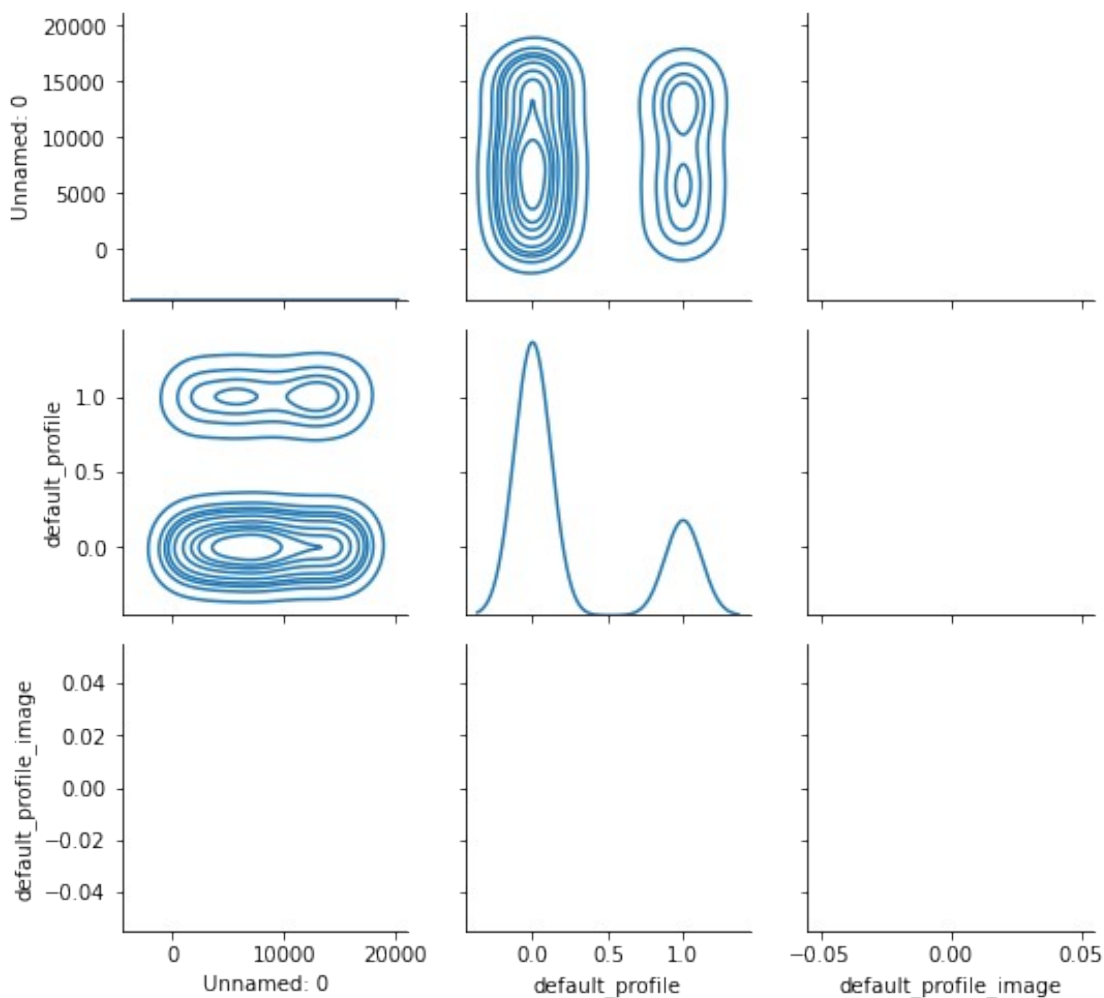 20000
15000
10000
5000
0
Unnamed: 0
1.0
0.5
0.0
default_profile
0.04
0.02
0.00
−0.02
−0.04
default_profile_image
0 10000 20000
Unnamed: 0
0.0 0.5 1.0
default_profile
−0.05 0.00 0.05
default_profile_image